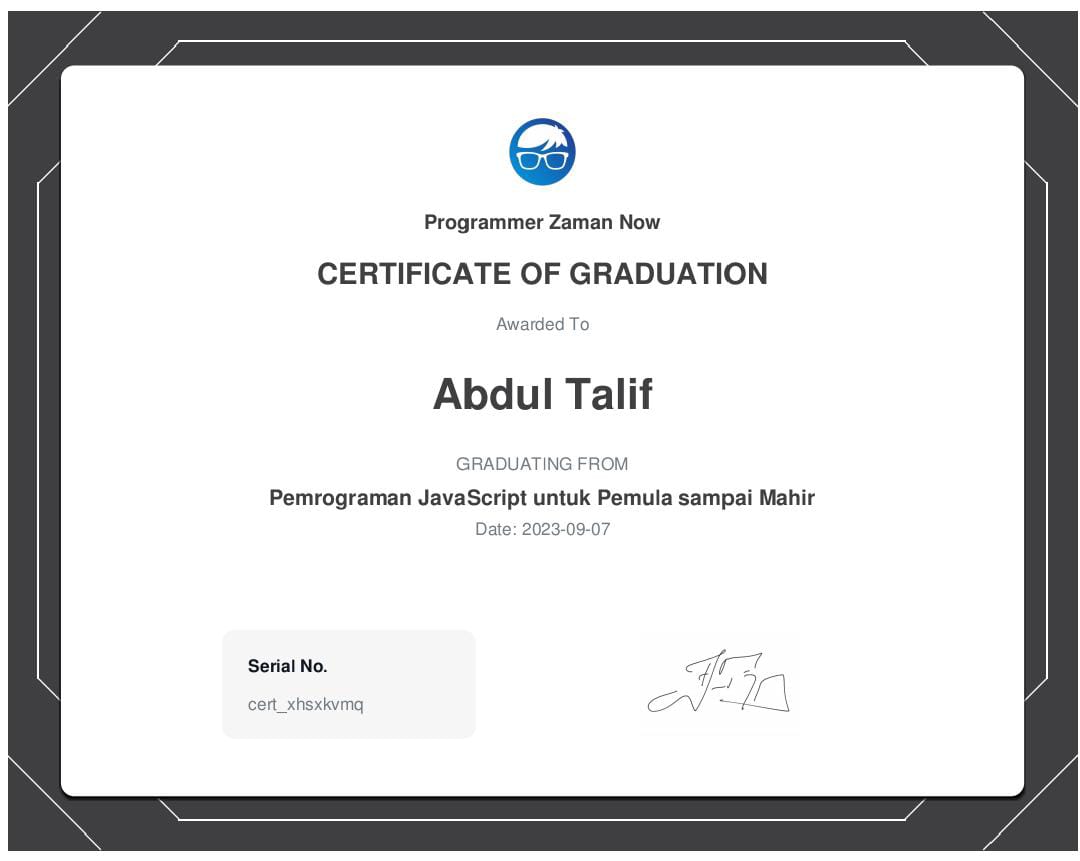 Programmer Zaman Now
CERTIFICATE OF GRADUATION
Awarded To
Abdul Talif
GRADUATING FROM
Pemrograman JavaScript untuk Pemula sampai Mahir
Date: 2023-09-07
Serial No.
cert_xhsxkvmq